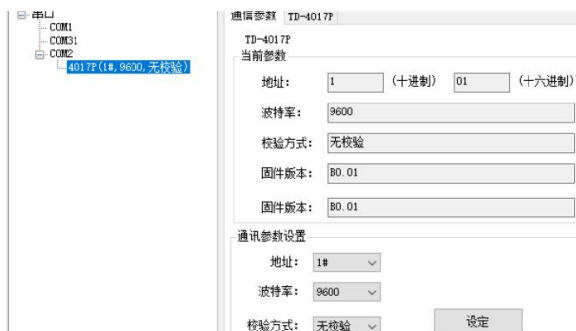 串口
COM1
COM31
COM2
4017P(1#,9600,无校验)
通信参数 TD-4017P
TD-4017P
当前参数
地址: 1 (十进制) 01 (十六进制)
波特率: 9600
校验方式: 无校验
固件版本: B0.01
固件版本: B0.01
通讯参数设置
地址: 1#
波特率: 9600
校验方式: 无校验 设定